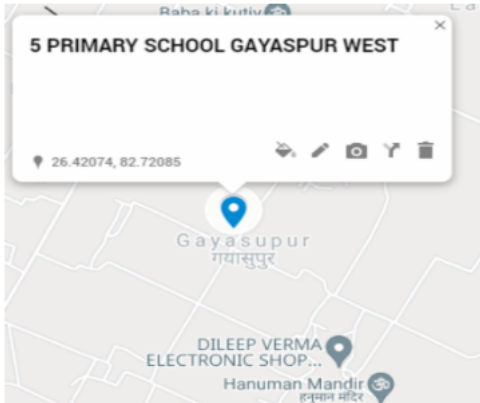 Baba ki kutiy
5 PRIMARY SCHOOL GAYASPUR WEST
26.42074, 82.72085
Gayasupur
गयासुपुर
DILEEP VERMA
ELECTRONIC SHOP...
Hanuman Mandir
हनुमान मंदिर